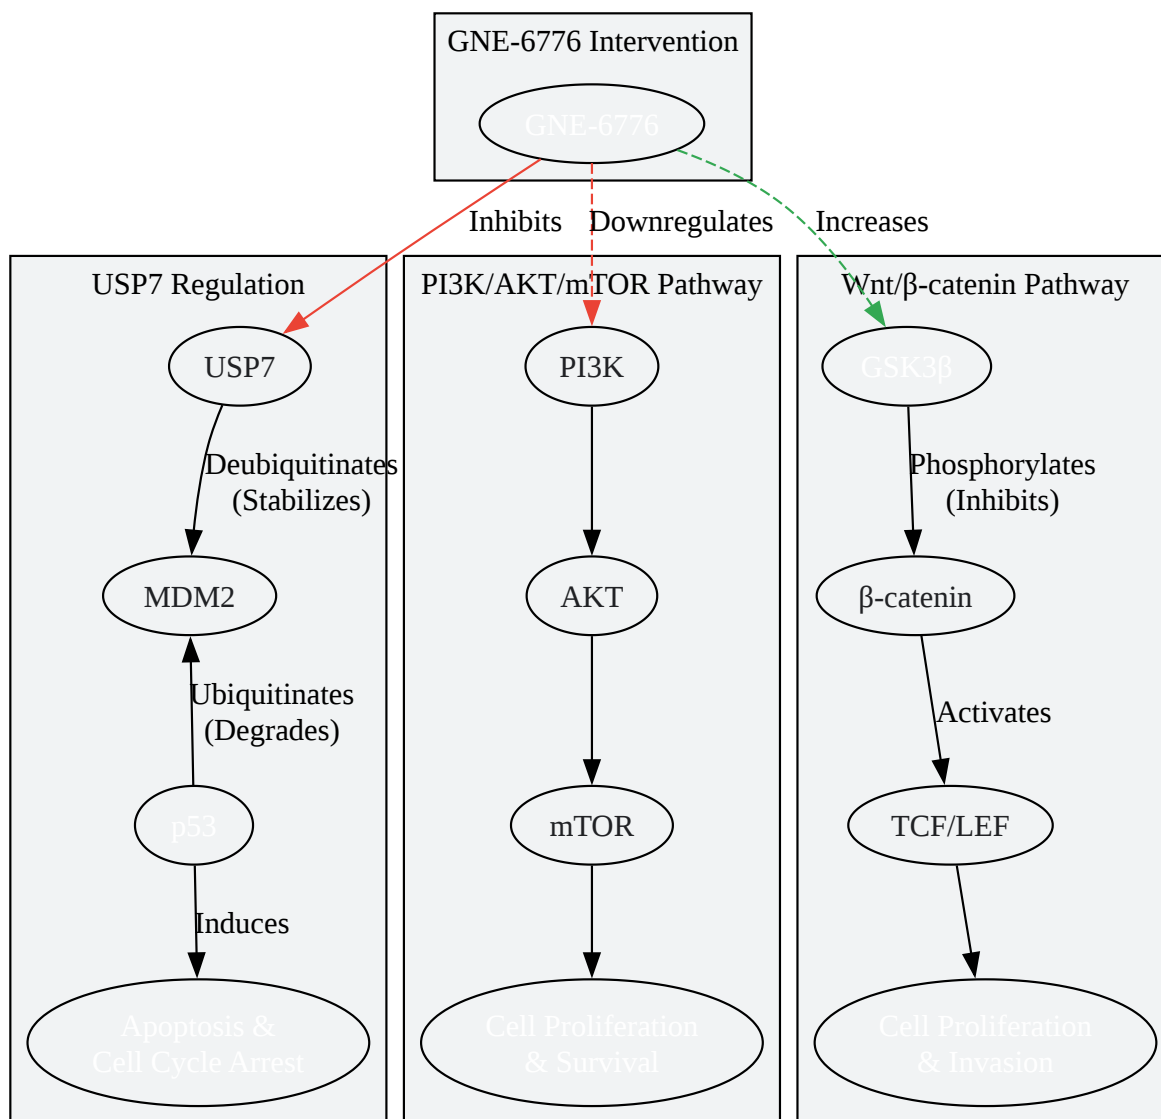 GNE-6776 Intervention
GNE-6776
Inhibits
Downregulates
Increases
USP7 Regulation
PI3K/AKT/mTOR Pathway
Wnt/β-catenin Pathway
USP7
PI3K
GSK3β
Deubiquitinates
(Stabilizes)
Phosphorylates
(Inhibits)
MDM2
AKT
β-catenin
Ubiquitinates
(Degrades)
Activates
p53
mTOR
TCF/LEF
Induces
Apoptosis &
Cell Cycle Arrest
Cell Proliferation
& Survival
Cell Proliferation
& Invasion